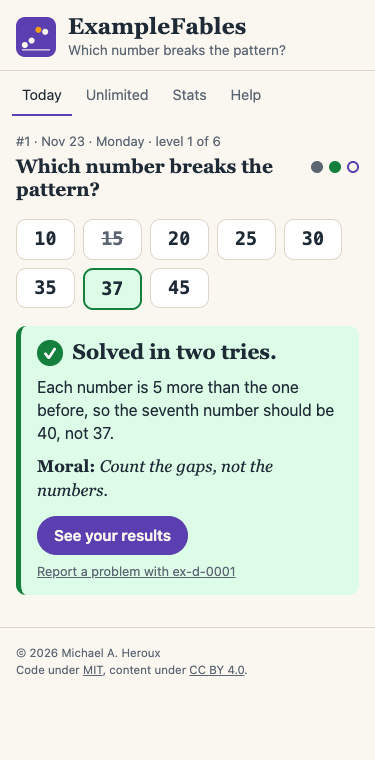 ExampleFables
Which number breaks the pattern?
Today Unlimited Stats Help
#1 · Nov 23 · Monday · level 1 of 6
Which number breaks the
pattern?
10 15 20 25 30
35 37 45
Solved in two tries.
Each number is 5 more than the one
before, so the seventh number should be
40, not 37.
Moral: Count the gaps, not the
numbers.
See your results
Report a problem with ex-d-0001
© 2026 Michael A. Heroux
Code under MIT, content under CC BY 4.0.